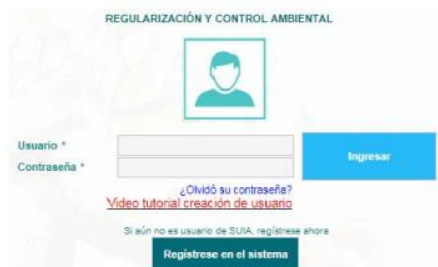 REGULARIZACIÓN Y CONTROL AMBIENTAL
Usuario *
Contraseña *
Ingresar
¿Olvidó su contraseña?
Video tutorial creación de usuario
Si aún no es usuario de SUIA, regístrese ahora
Regístrese en el sistema